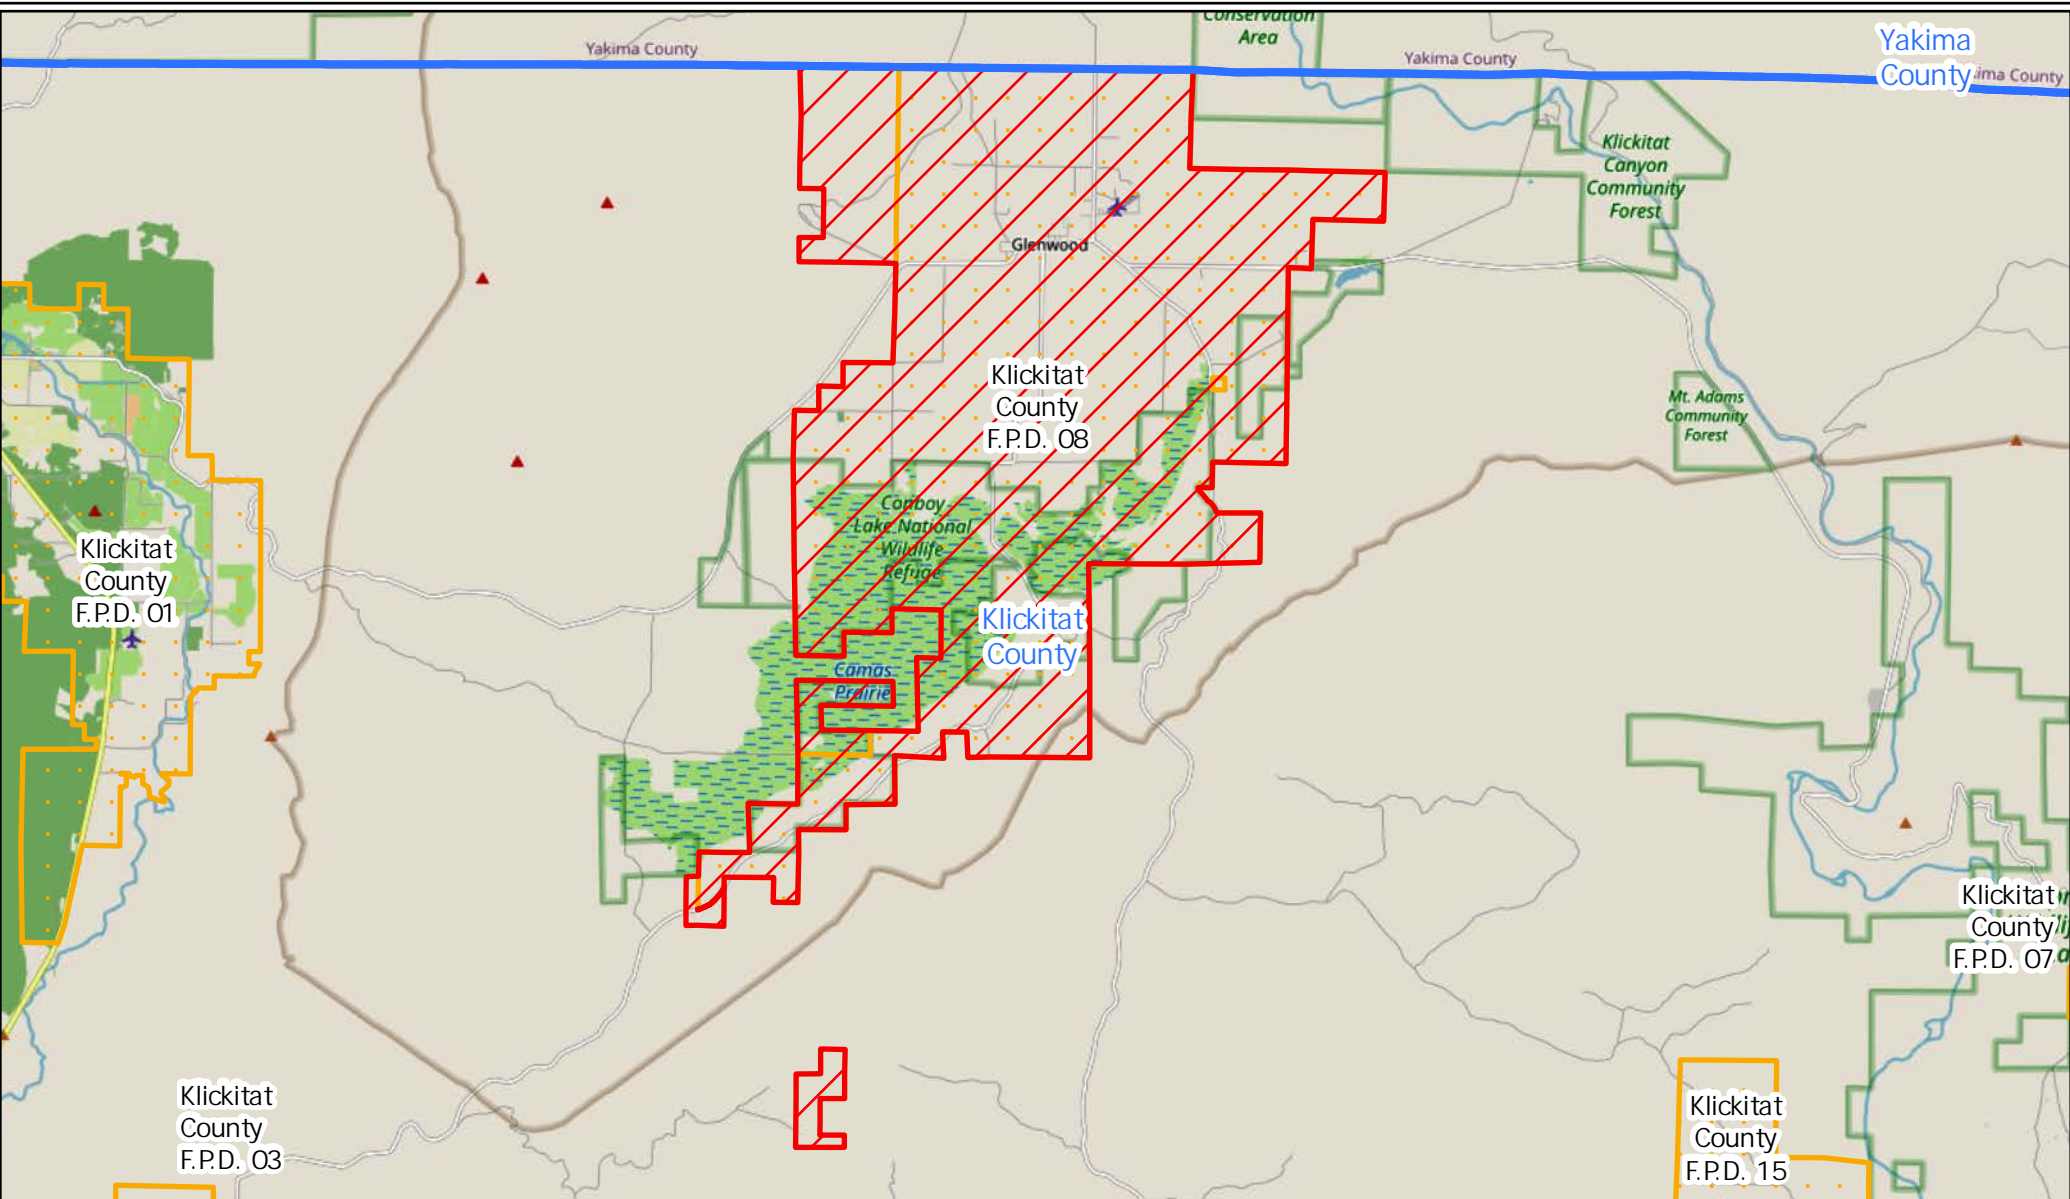 Conservation
Area
Yakima County
Yakima County
Yakima
County
Klickitat
Canyon
Community
Forest
Glenwood
Klickitat
County
F.P.D. 08
Mt. Adams
Community
Forest
Conboy
Lake National
Wildlife
Refuge
Klickitat
County
F.P.D. 01
Klickitat
County
Camas
Prairie
Klickitat
County
F.P.D. 07
Klickitat
County
F.P.D. 03
Klickitat
County
F.P.D. 15